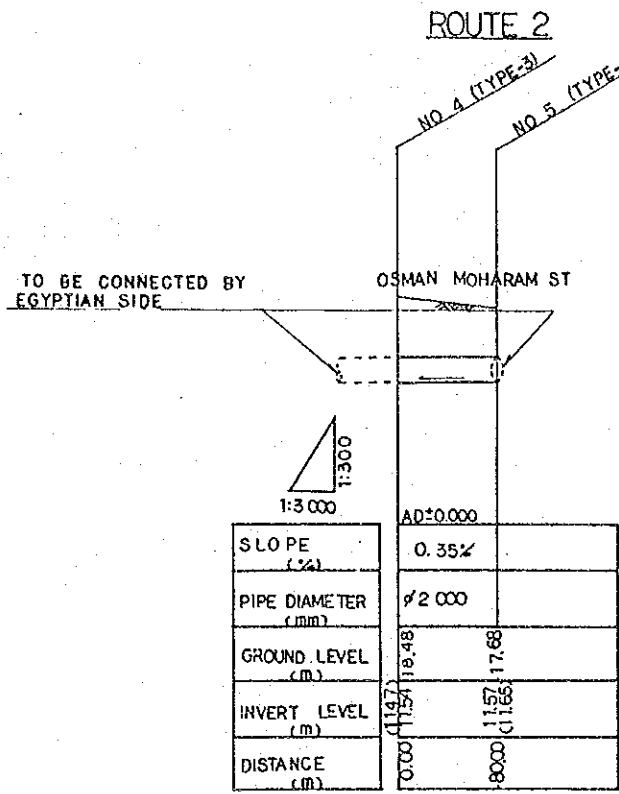 ROUTE 2
NO 4 (TYPE-3)
NO 5 (TYPE-
TO BE CONNECTED BY
EGYPTIAN SIDE
OSMAN MOHARAM ST
1:300
1:3 000
AD±0.000
SLOPE
(‰)
0.35‰
PIPE DIAMETER
(mm)
ø2 000
GROUND LEVEL
(m)
18.48
17.68
INVERT LEVEL
(m)
(11.47)
11.54
11.57
(11.65)
DISTANCE
(m)
0.00
80.00